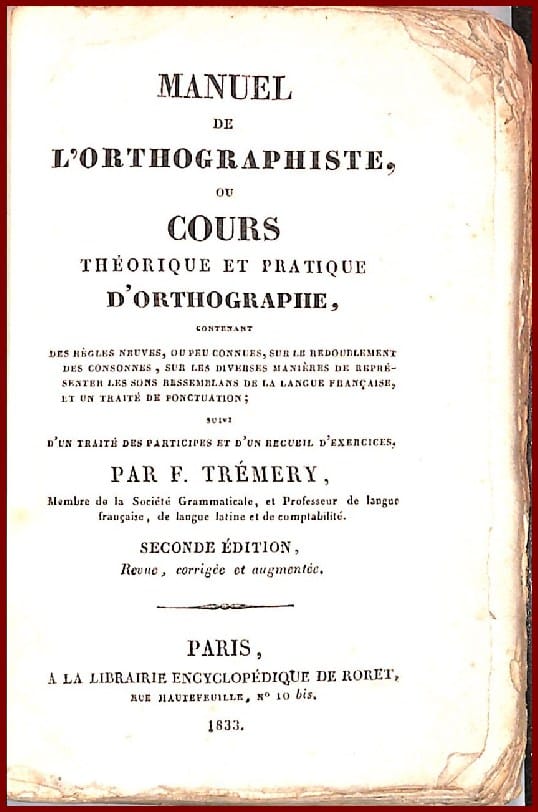 MANUEL
DE
L'ORTHOGRAPHISTE,
OU
COURS
THÉORIQUE ET PRATIQUE
D'ORTHOGRAPHE,
CONTENANT
DES RÈGLES NEUVES, OU PEU CONNUES, SUR LE REDOUBLEMENT
DES CONSONNES, SUR LES DIVERSES MANIÈRES DE REPRÉ-
SENTER LES SONS RESSEMBLANS DE LA LANGUE FRANÇAISE,
ET UN TRAITÉ DE PONCTUATION;
SUIVI
D'UN TRAITÉ DES PARTICIPES ET D'UN RECUEIL D'EXERCICES.
PAR F. TRÉMERY,
Membre de la Société Grammaticale, et Professeur de langue
française, de langue latine et de comptabilité.
SECONDE ÉDITION,
Revue, corrigée et augmentée.
PARIS,
A LA LIBRAIRIE ENCYCLOPÉDIQUE DE RORET,
RUE HAUTEFEUILLE, N° 10 bis.
1833.